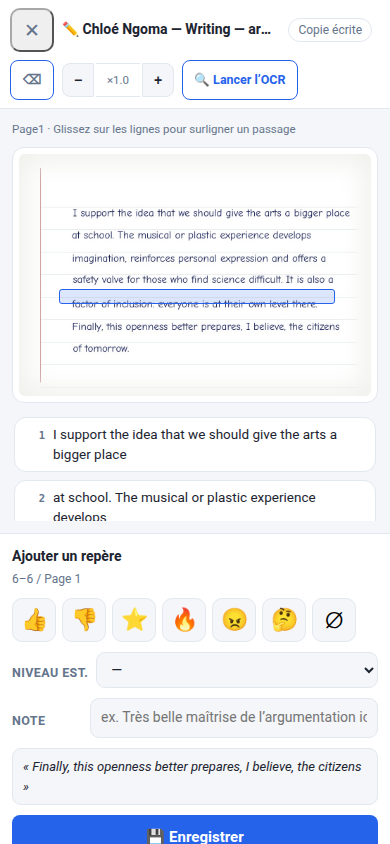 ✕
✏️ Chloé Ngoma — Writing — ar…
Copie écrite
⌫
− ×1.0 +
🔍 Lancer l’OCR
Page1 · Glissez sur les lignes pour surligner un passage
I support the idea that we should give the arts a bigger place
at school. The musical or plastic experience develops
imagination, reinforces personal expression and offers a
safety valve for those who find science difficult. It is also a
factor of inclusion: everyone is at their own level there.
Finally, this openness better prepares, I believe, the citizens
of tomorrow.
1 I support the idea that we should give the arts a
bigger place
2 at school. The musical or plastic experience
develops
Ajouter un repère
6–6 / Page 1
👍 👎 ⭐ 🔥 😠 🤔 ∅
NIVEAU EST. —
NOTE ex. Très belle maîtrise de l’argumentation ic
« Finally, this openness better prepares, I believe, the citizens
»
💾 Enregistrer